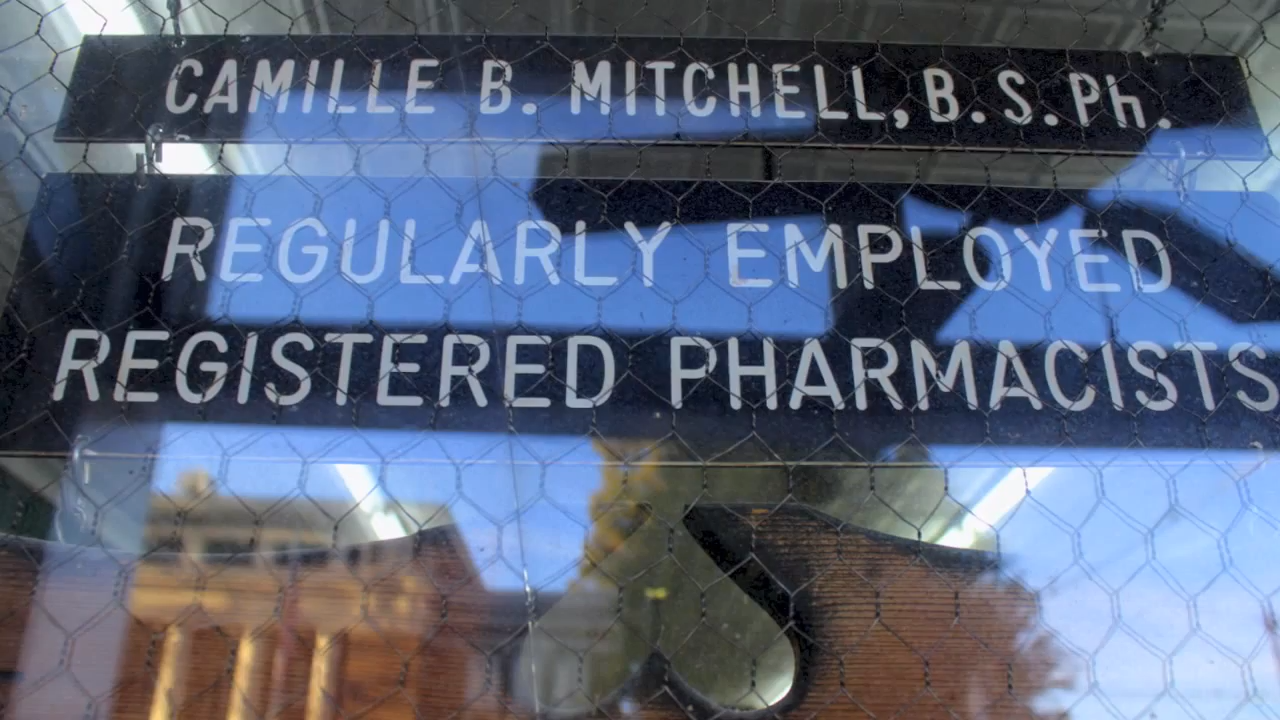 CAMILLE B. MITCHELL, B.S.Ph.
REGULARLY EMPLOYED
REGISTERED PHARMACISTS